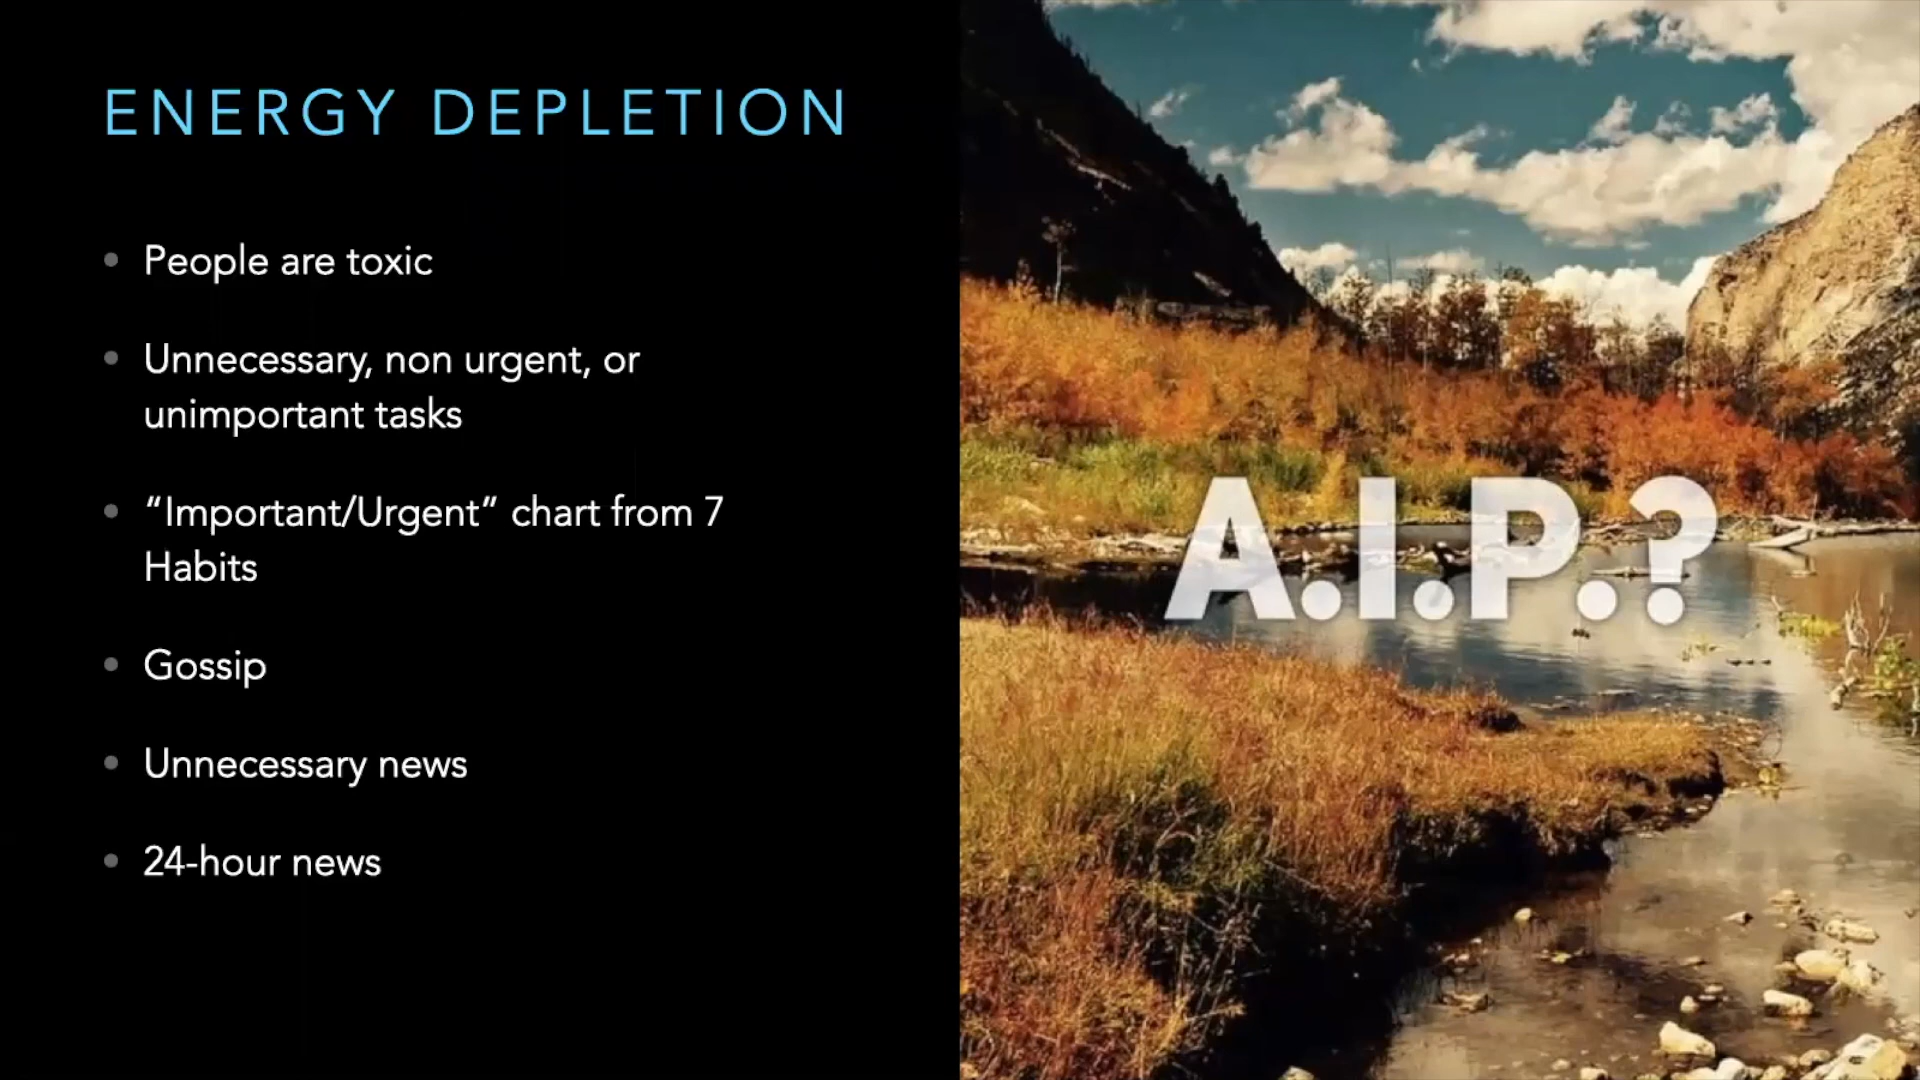 ENERGY DEPLETION
People are toxic
Unnecessary, non urgent, or
unimportant tasks
“Important/Urgent” chart from 7
Habits
Gossip
Unnecessary news
24-hour news
A.I.P.?